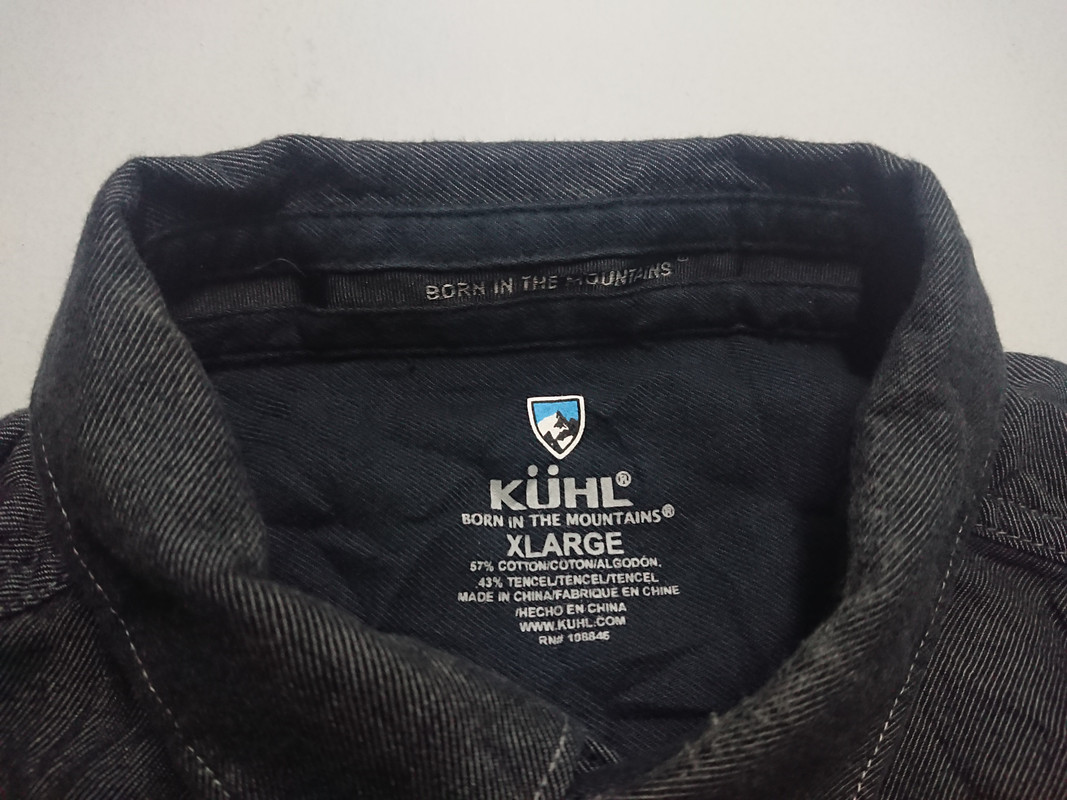 BORN IN THE MOUNTAINS®
KÜHL®
BORN IN THE MOUNTAINS®
XLARGE
57% COTTON/COTON/ALGODÓN,
43% TENCEL/TENCEL/TENCEL
MADE IN CHINA/FABRIQUÉ EN CHINE
/HECHO EN CHINA
WWW.KUHL.COM
RN# 108846